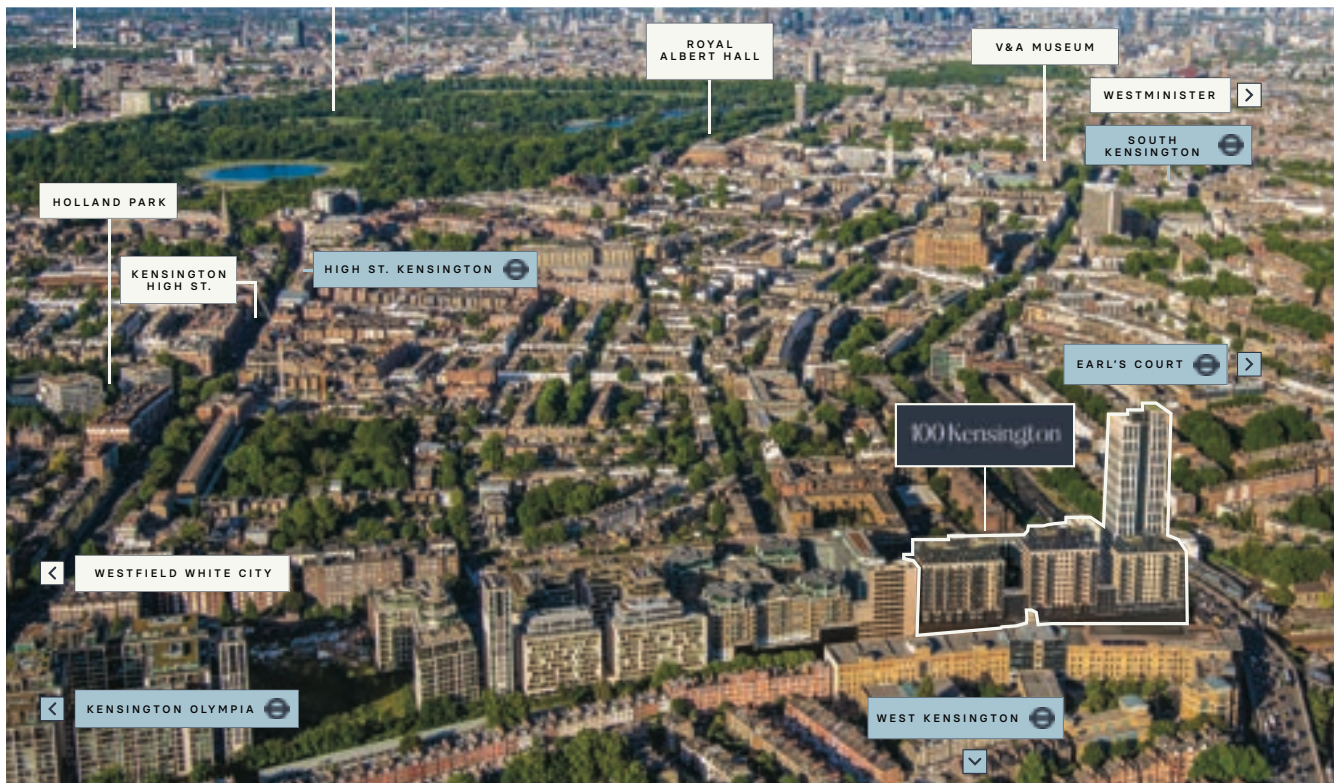 ROYAL
ALBERT HALL
V&A MUSEUM
WESTMINISTER
SOUTH
KENSINGTON
HOLLAND PARK
KENSINGTON
HIGH ST.
HIGH ST. KENSINGTON
EARL'S COURT
100 Kensington
WESTFIELD WHITE CITY
KENSINGTON OLYMPIA
WEST KENSINGTON